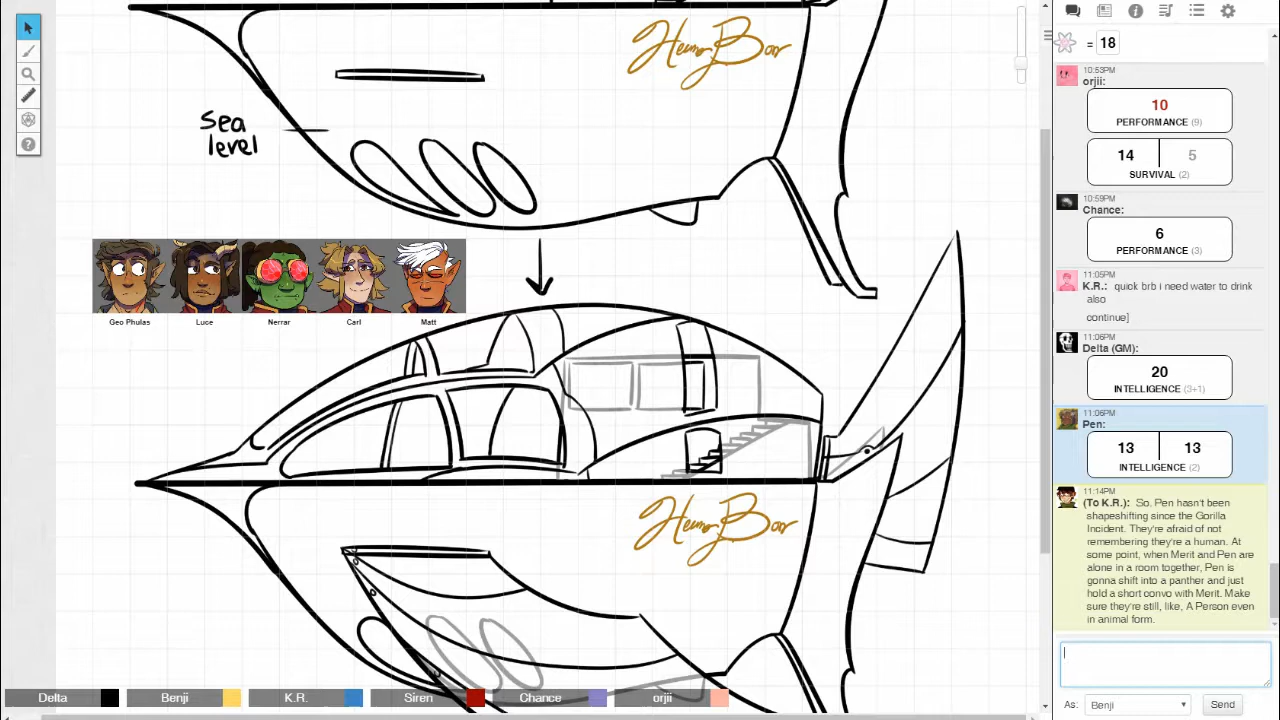 = 18
10:53PM
orjii:
10
PERFORMANCE (9)
14 5
SURVIVAL (2)
10:59PM
Chance:
6
PERFORMANCE (3)
11:05PM
K.R.: quick brb i need water to drink
also
continue]
11:06PM
Delta (GM):
20
INTELLIGENCE (3+1)
11:06PM
Pen:
13 13
INTELLIGENCE (2)
11:14PM
(To K.R.): So, Pen hasn't been
shapeshifting since the Gorilla
Incident. They're afraid of not
remembering they're a human. At
some point, when Merit and Pen are
alone in a room together, Pen is
gonna shift into a panther and just
hold a short convo with Merit. Make
sure they're still, like, A Person even
in animal form.
As: Benji
Send
Sea
level
Geo Phulas Luce Nerrar Carl Matt
Delta Benji K.R. Siren Chance orjii